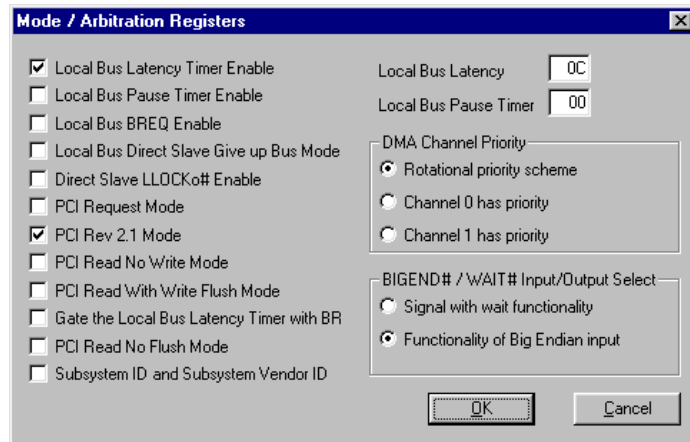 Mode / Arbitration Registers
Local Bus Latency Timer Enable
Local Bus Pause Timer Enable
Local Bus BREQ Enable
Local Bus Direct Slave Give up Bus Mode
Direct Slave LLOCKo# Enable
PCI Request Mode
PCI Rev 2.1 Mode
PCI Read No Write Mode
PCI Read With Write Flush Mode
Gate the Local Bus Latency Timer with BR
PCI Read No Flush Mode
Subsystem ID and Subsystem Vendor ID
Local Bus Latency 0C
Local Bus Pause Timer 00
DMA Channel Priority
Rotational priority scheme
Channel 0 has priority
Channel 1 has priority
BIGEND# / WAIT# Input/Output Select
Signal with wait functionality
Functionality of Big Endian input
OK Cancel